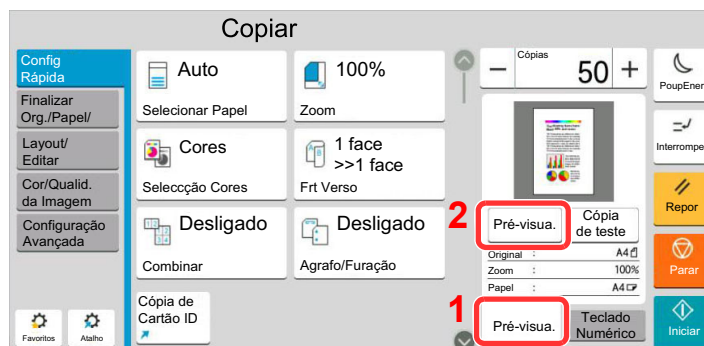 Copiar
Config
Rápida
Finalizar
Org./Papel/
Layout/
Editar
Cor/Qualid.
da Imagem
Configuração
Avançada
Favoritos
Atalho
Auto
Selecionar Papel
100%
Zoom
Cores
Selecção Cores
1 face
>>1 face
Frt Verso
Desligado
Combinar
Desligado
Agrafo/Furação
Cópia de
Cartão ID
Cópias
− 50 +
2
Pré-visua.
Cópia
de teste
Original : A4
Zoom : 100%
Papel : A4
1
Pré-visua.
Teclado
Numérico
PoupEner
Interrompe
Repor
Parar
Iniciar